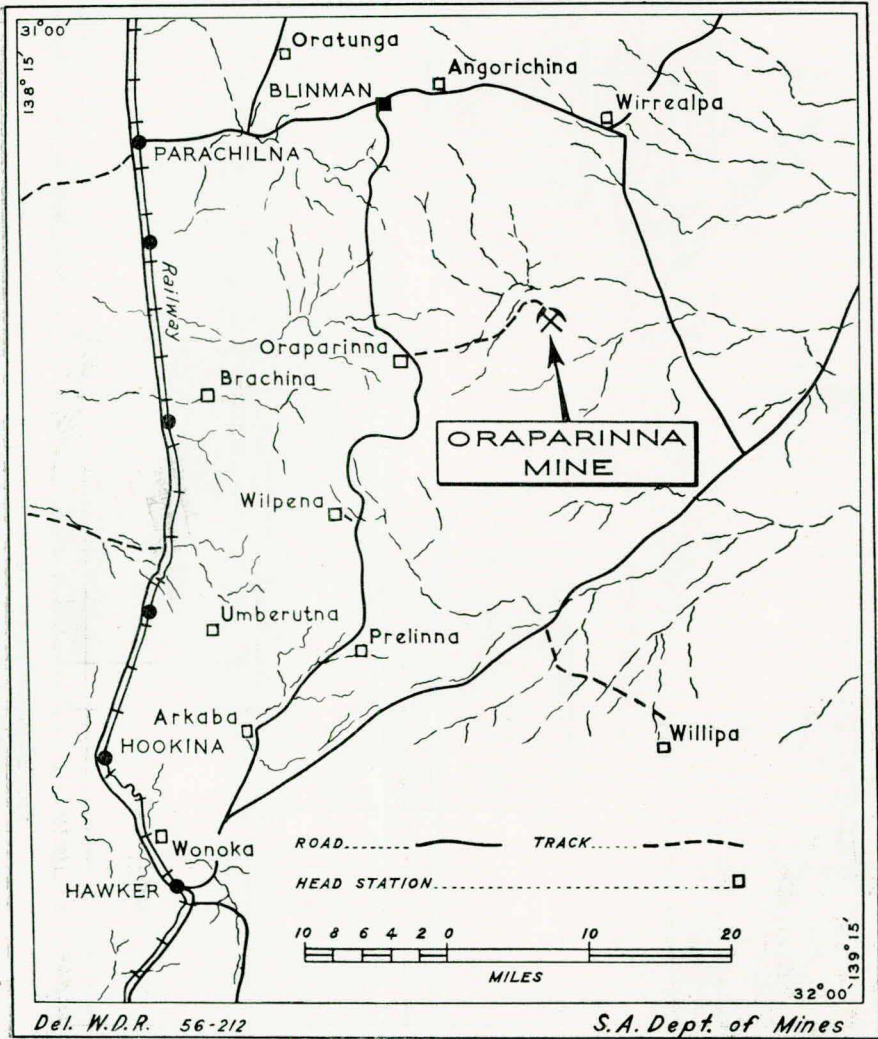 31°00'
138° 15'
Oratunga
BLINMAN
Angorichina
Wirrealpa
PARACHILNA
Railway
Oraparinna
Brachina
ORAPARINNA
MINE
Wilpena
Umberutna
Prelinna
Arkaba
HOOKINA
Willipa
Wonoka
HAWKER
ROAD TRACK
HEAD STATION
10 8 6 4 2 0 10 20
MILES
32°00'
139° 15'
Del. W.D.R. 56-212 S.A. Dept. of Mines